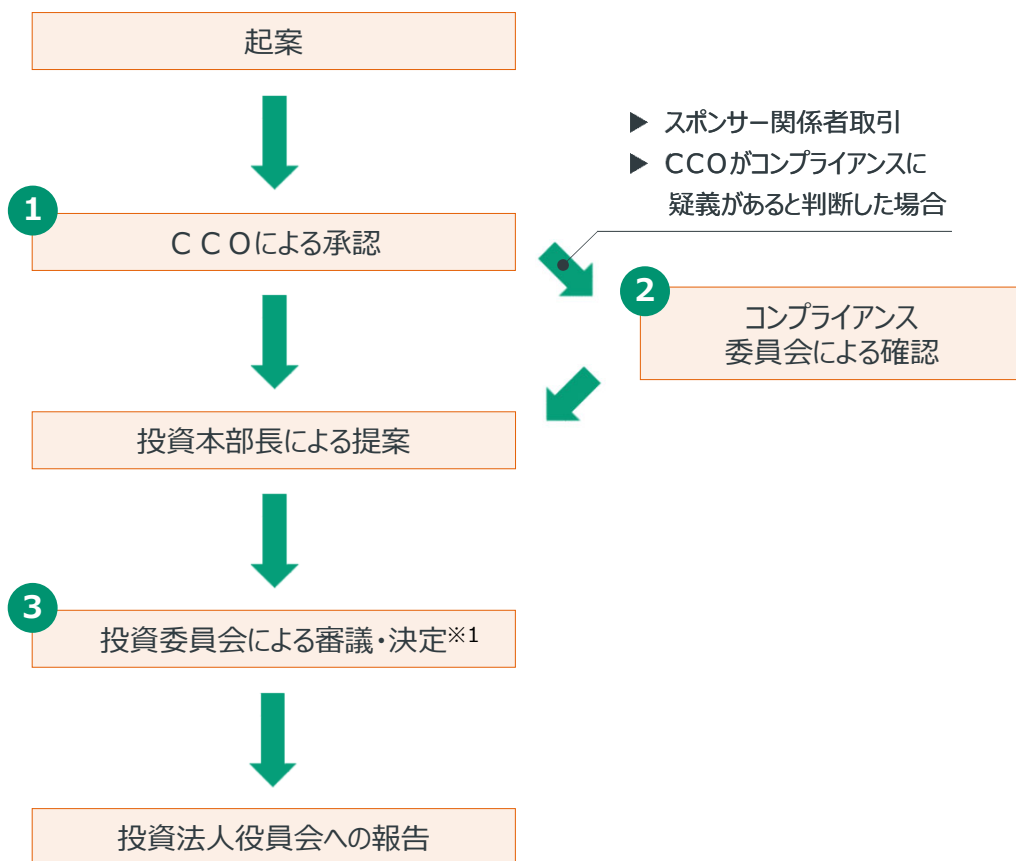 起案
▶ スポンサー関係者取引
▶ CCOがコンプライアンスに
疑義があると判断した場合
1
CCOによる承認
2
コンプライアンス
委員会による確認
投資本部長による提案
3
投資委員会による審議・決定※1
投資法人役員会への報告